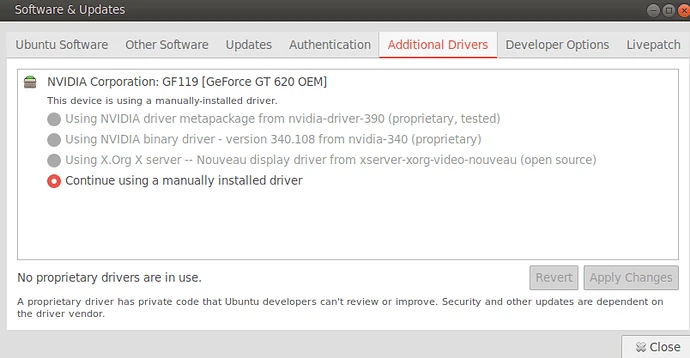 Software & Updates
Ubuntu Software Other Software Updates Authentication Additional Drivers Developer Options Livepatch
NVIDIA Corporation: GF119 [GeForce GT 620 OEM]
This device is using a manually-installed driver.
Using NVIDIA driver metapackage from nvidia-driver-390 (proprietary, tested)
Using NVIDIA binary driver - version 340.108 from nvidia-340 (proprietary)
Using X.Org X server -- Nouveau display driver from xserver-xorg-video-nouveau (open source)
Continue using a manually installed driver
No proprietary drivers are in use. Revert Apply Changes
A proprietary driver has private code that Ubuntu developers can't review or improve. Security and other updates are dependent on
the driver vendor.
Close